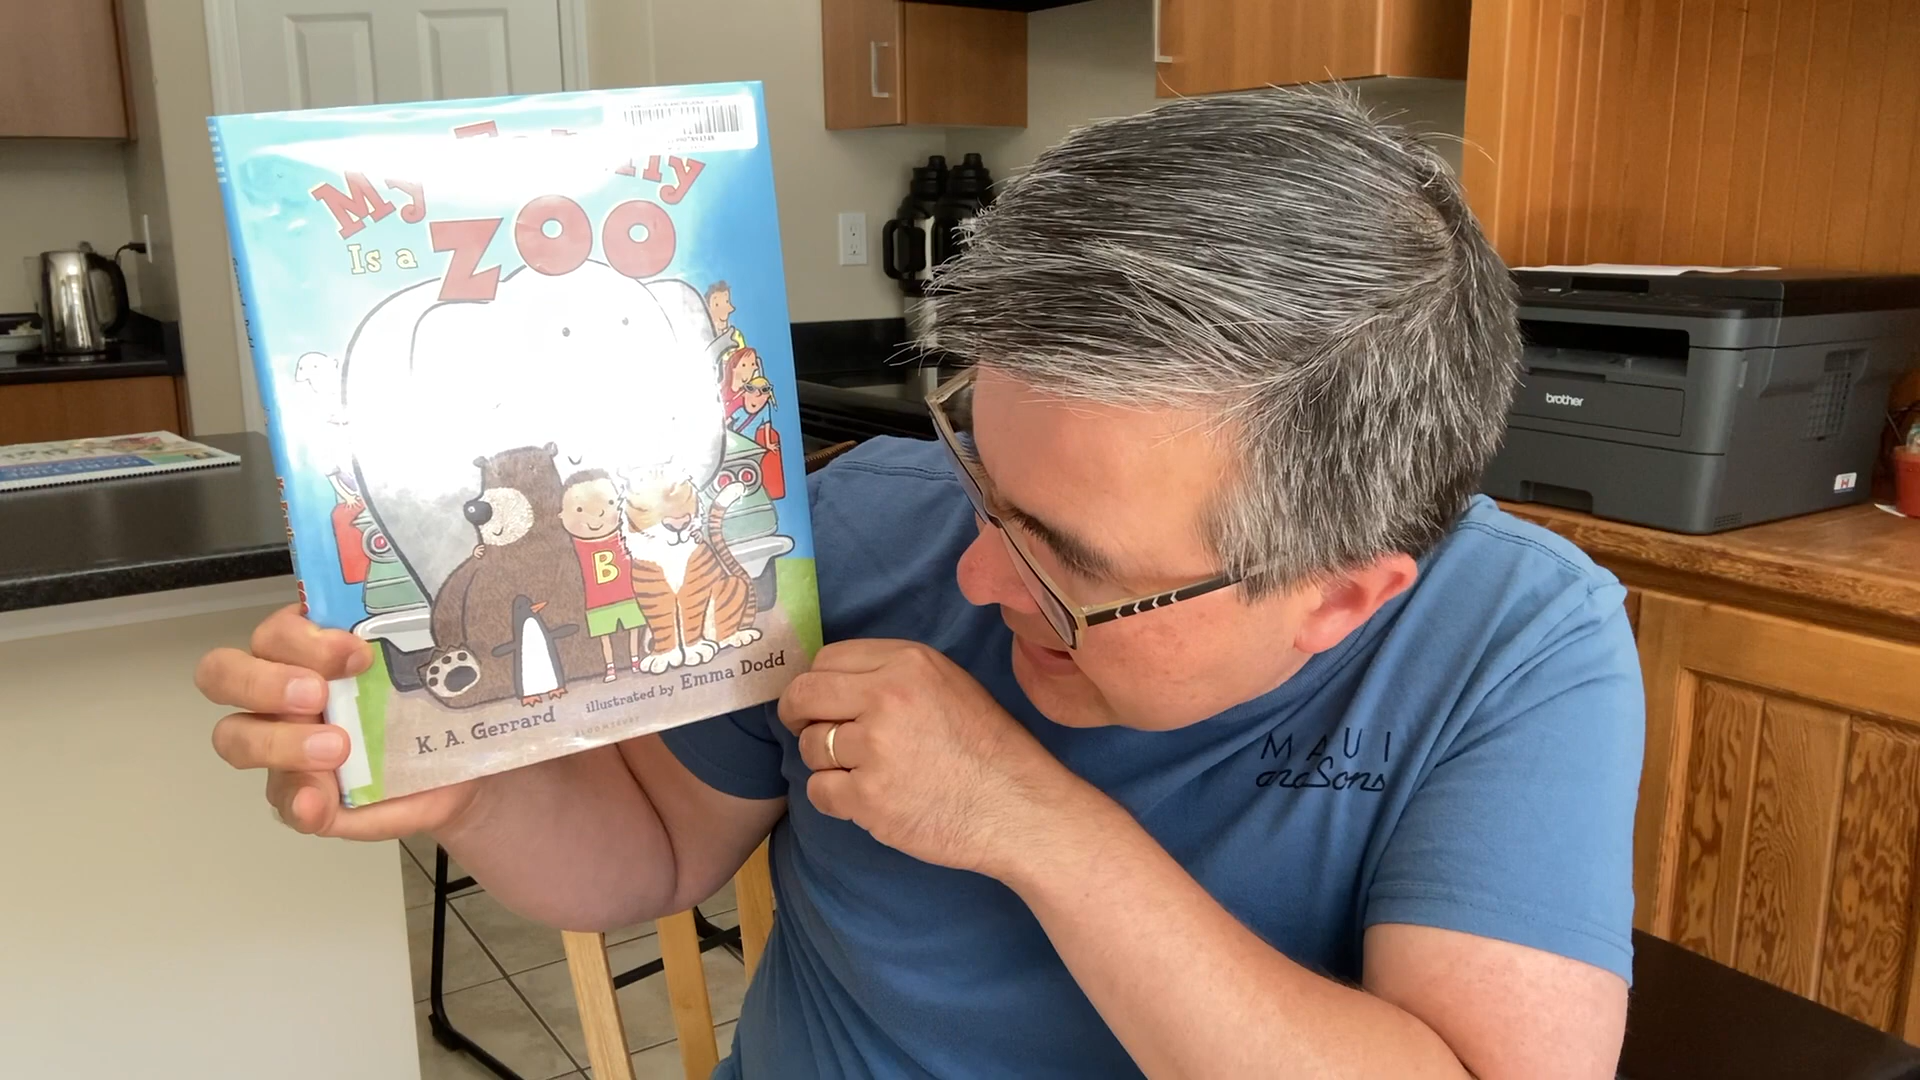 My
Is a ZOO
B
K. A. Gerrard
illustrated by Emma Dodd
BLOOMSBURY
brother
MAUI
and Sons